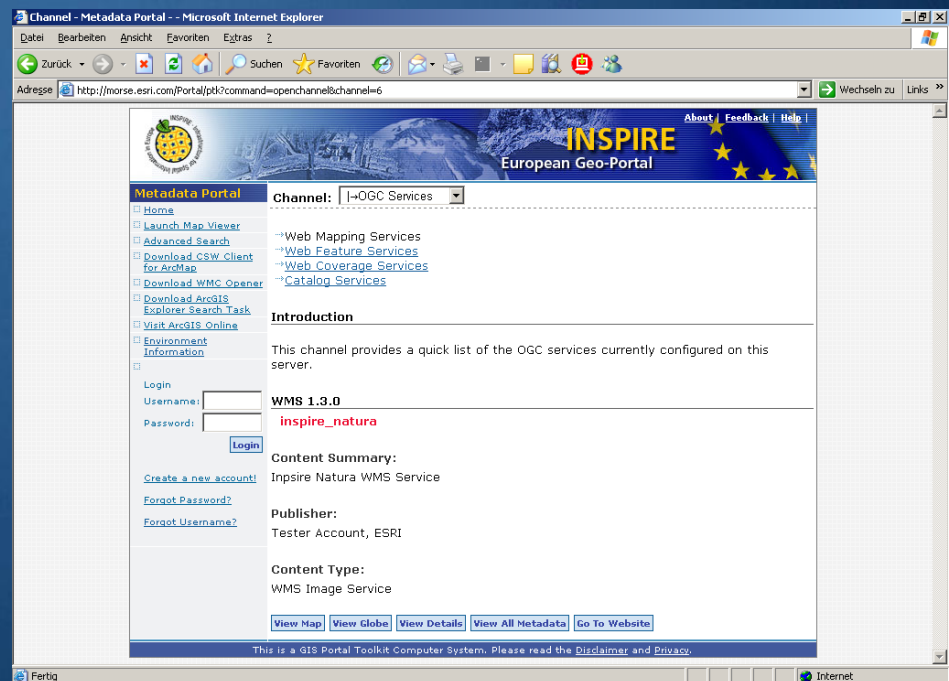 Channel - Metadata Portal - - Microsoft Internet Explorer
Datei Bearbeiten Ansicht Favoriten Extras ?
Zurück Suchen Favoriten
Adresse http://morse.esri.com/Portal/ptk?command=openchannel&channel=6 Wechseln zu Links »
About | Feedback | Help |
INSPIRE
European Geo-Portal
Metadata Portal
Home
Launch Map Viewer
Advanced Search
Download CSW Client
for ArcMap
Download WMC Opener
Download ArcGIS
Explorer Search Task
Visit ArcGIS Online
Environment
Information
Login
Username:
Password:
Login
Create a new account!
Forgot Password?
Forgot Username?
Channel: |→OGC Services
Web Mapping Services
Web Feature Services
Web Coverage Services
Catalog Services
Introduction
This channel provides a quick list of the OGC services currently configured on this
server.
WMS 1.3.0
inspire_natura
Content Summary:
Inpsire Natura WMS Service
Publisher:
Tester Account, ESRI
Content Type:
WMS Image Service
View Map View Globe View Details View All Metadata Go To Website
This is a GIS Portal Toolkit Computer System. Please read the Disclaimer and Privacy.
Fertig Internet